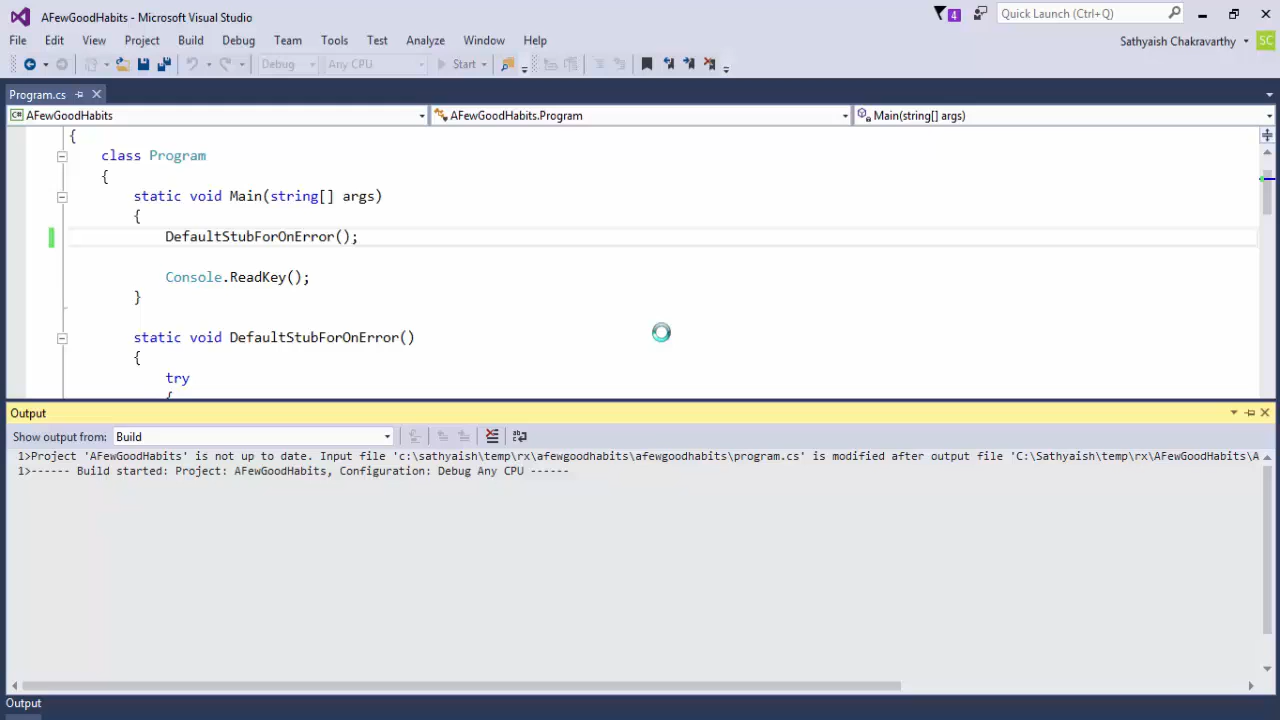 AFewGoodHabits - Microsoft Visual Studio
4
Quick Launch (Ctrl+Q)
File Edit View Project Build Debug Team Tools Test Analyze Window Help
Sathyaish Chakravarthy SC
Debug Any CPU Start
Program.cs
C# AFewGoodHabits AFewGoodHabits.Program Main(string[] args)
{
class Program
{
static void Main(string[] args)
{
DefaultStubForOnError();
Console.ReadKey();
}
static void DefaultStubForOnError()
{
try
{
Output
Show output from: Build
1>Project 'AFewGoodHabits' is not up to date. Input file 'c:\sathyaish\temp\rx\afewgoodhabits\afewgoodhabits\program.cs' is modified after output file 'C:\Sathyaish\temp\rx\AFewGoodHabits\A
1>------ Build started: Project: AFewGoodHabits, Configuration: Debug Any CPU ------
Output